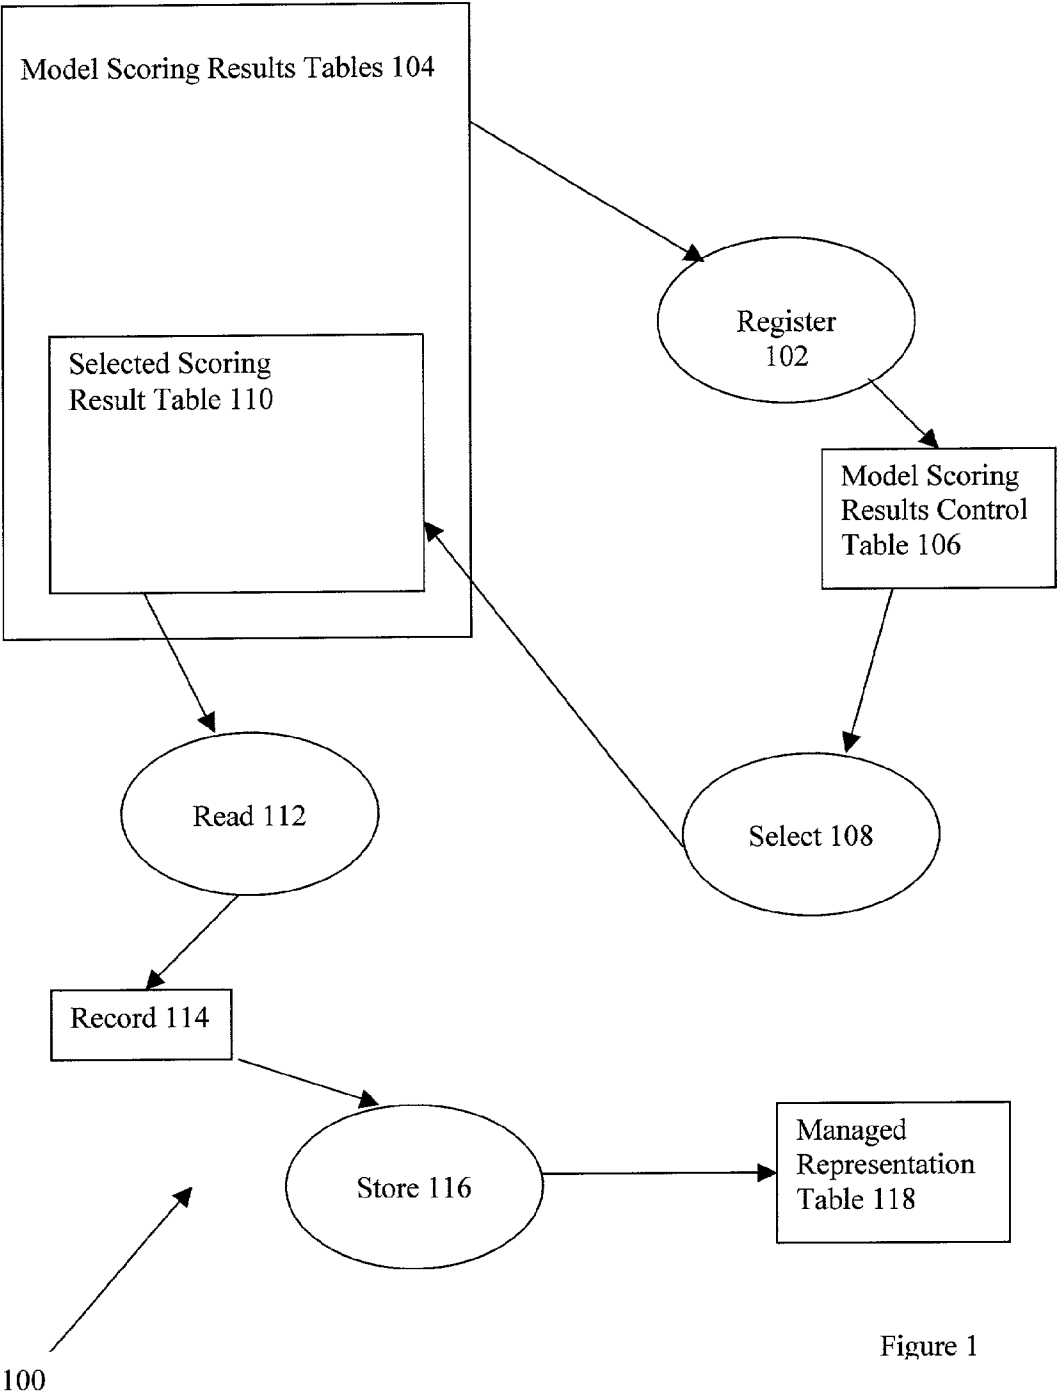 Model Scoring Results Tables 104
Register
102
Selected Scoring
Result Table 110
Model Scoring
Results Control
Table 106
Read 112
Select 108
Record 114
Store 116
Managed
Representation
Table 118
Figure 1
100